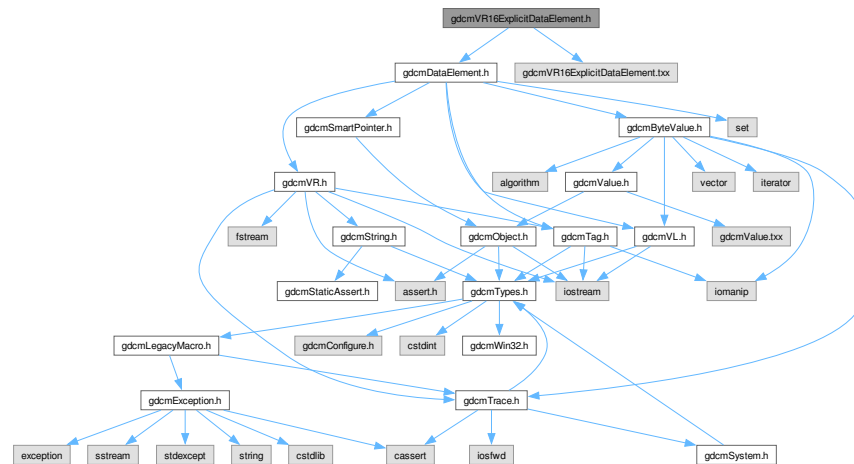 gdcmVR16ExplicitDataElement.h
gdcmDataElement.h
gdcmVR16ExplicitDataElement.txx
gdcmSmartPointer.h
gdcmByteValue.h
set
gdcmVR.h
algorithm
gdcmValue.h
vector
iterator
fstream
gdcmString.h
gdcmObject.h
gdcmTag.h
gdcmVL.h
gdcmValue.txx
gdcmStaticAssert.h
assert.h
gdcmTypes.h
iostream
iomanip
gdcmLegacyMacro.h
gdcmConfigure.h
cstdint
gdcmWin32.h
gdcmException.h
gdcmTrace.h
exception
sstream
stdexcept
string
cstdlib
cassert
iosfwd
gdcmSystem.h